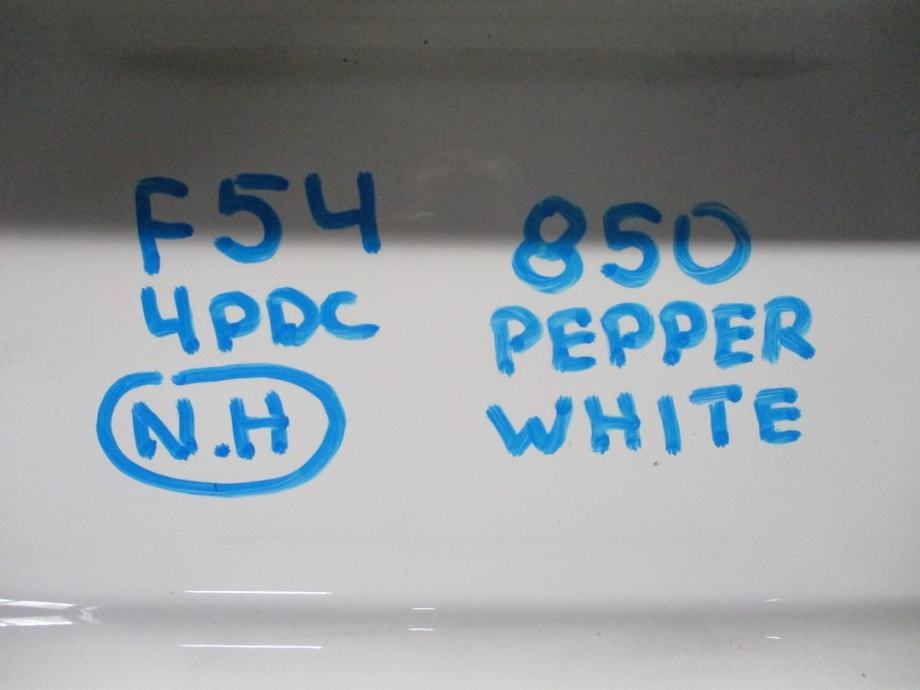 F54
4PDC
N.H
850
PEPPER
WHITE